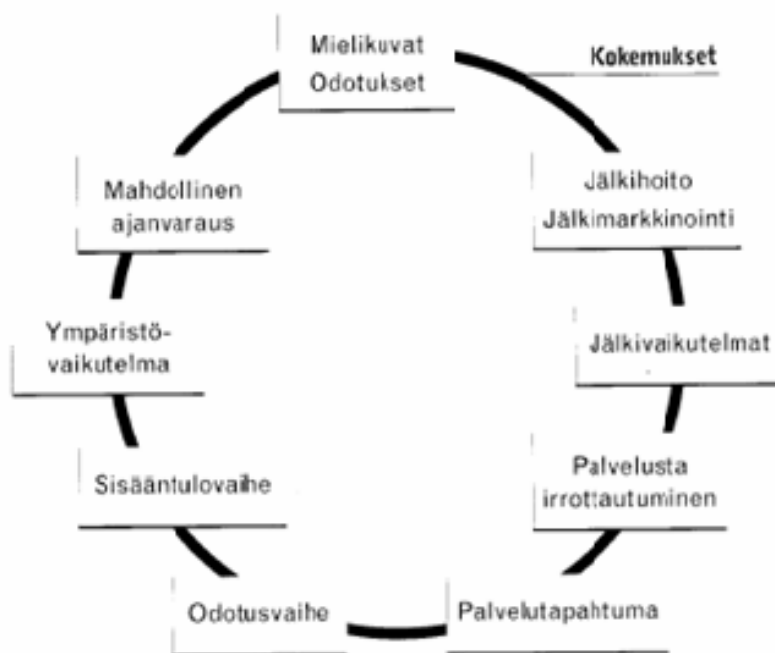 Mielikuvat
Odotukset
Kokemukset
Mahdollinen
ajanvaraus
Jälkihoito
Jälkimarkkinointi
Ympäristö-
vaikutelma
Jälkivaikutelmat
Sisääntulovaihe
Palvelusta
irrottautuminen
Odotusvaihe
Palvelutapahtuma